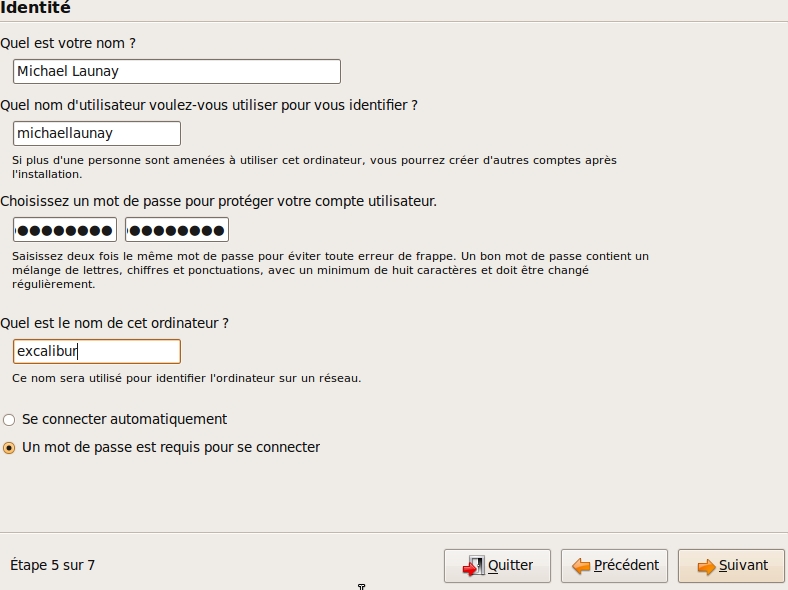 Identité
Quel est votre nom ?
Michael Launay
Quel nom d'utilisateur voulez-vous utiliser pour vous identifier ?
michaellaunay
Si plus d'une personne sont amenées à utiliser cet ordinateur, vous pourrez créer d'autres comptes après
l'installation.
Choisissez un mot de passe pour protéger votre compte utilisateur.
Saisissez deux fois le même mot de passe pour éviter toute erreur de frappe. Un bon mot de passe contient un
mélange de lettres, chiffres et ponctuations, avec un minimum de huit caractères et doit être changé
régulièrement.
Quel est le nom de cet ordinateur ?
excalibur
Ce nom sera utilisé pour identifier l'ordinateur sur un réseau.
Se connecter automatiquement
Un mot de passe est requis pour se connecter
Étape 5 sur 7
Quitter
Précédent
Suivant